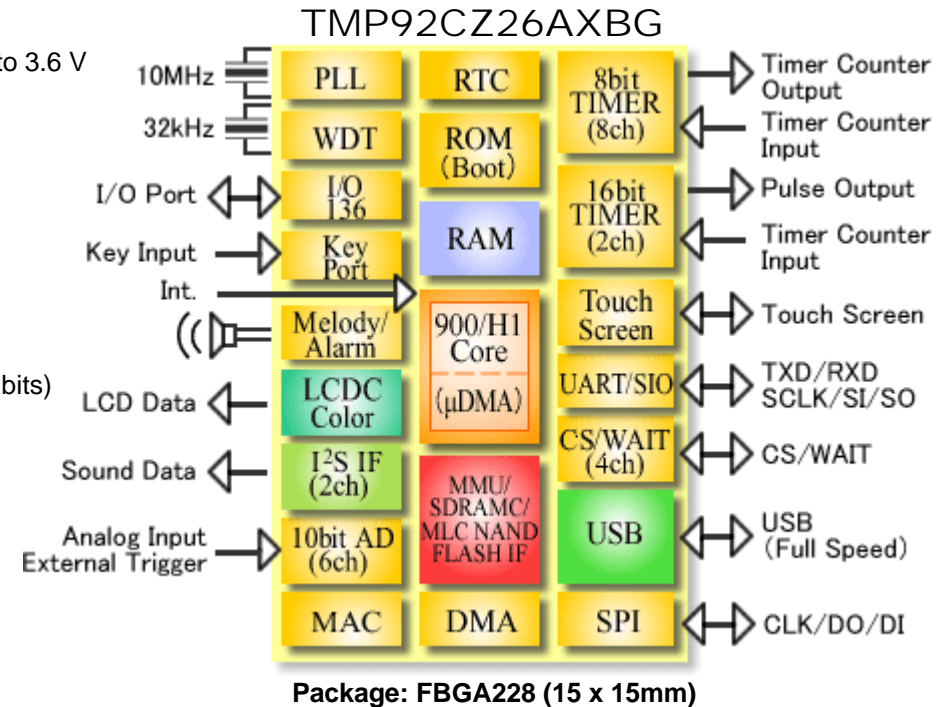 TMP92CZ26AXBG
to 3.6 V
10MHz
32kHz
I/O Port
Key Input
Int.
bits)
LCD Data
Sound Data
Analog Input
External Trigger
PLL
WDT
I/O
136
Key
Port
Melody/
Alarm
LCDC
Color
I²S IF
(2ch)
10bit AD
(6ch)
MAC
RTC
ROM
(Boot)
RAM
900/H1
Core
(μDMA)
MMU/
SDRAMC/
MLC NAND
FLASH IF
DMA
8bit
TIMER
(8ch)
16bit
TIMER
(2ch)
Touch
Screen
UART/SIO
CS/WAIT
(4ch)
USB
SPI
Timer Counter
Output
Timer Counter
Input
Pulse Output
Timer Counter
Input
Touch Screen
TXD/RXD
SCLK/SI/SO
CS/WAIT
USB
(Full Speed)
CLK/DO/DI
Package: FBGA228 (15 x 15mm)